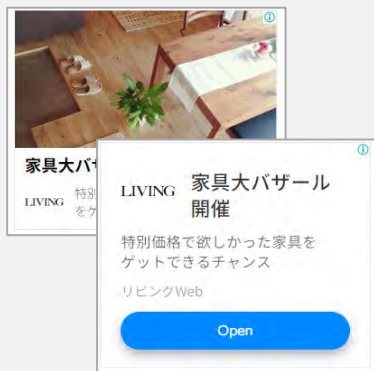 家具大バザ
LIVING
特別
をゲ
LIVING
家具大バザール
開催
特別価格で欲しかった家具を
ゲットできるチャンス
リビングWeb
Open